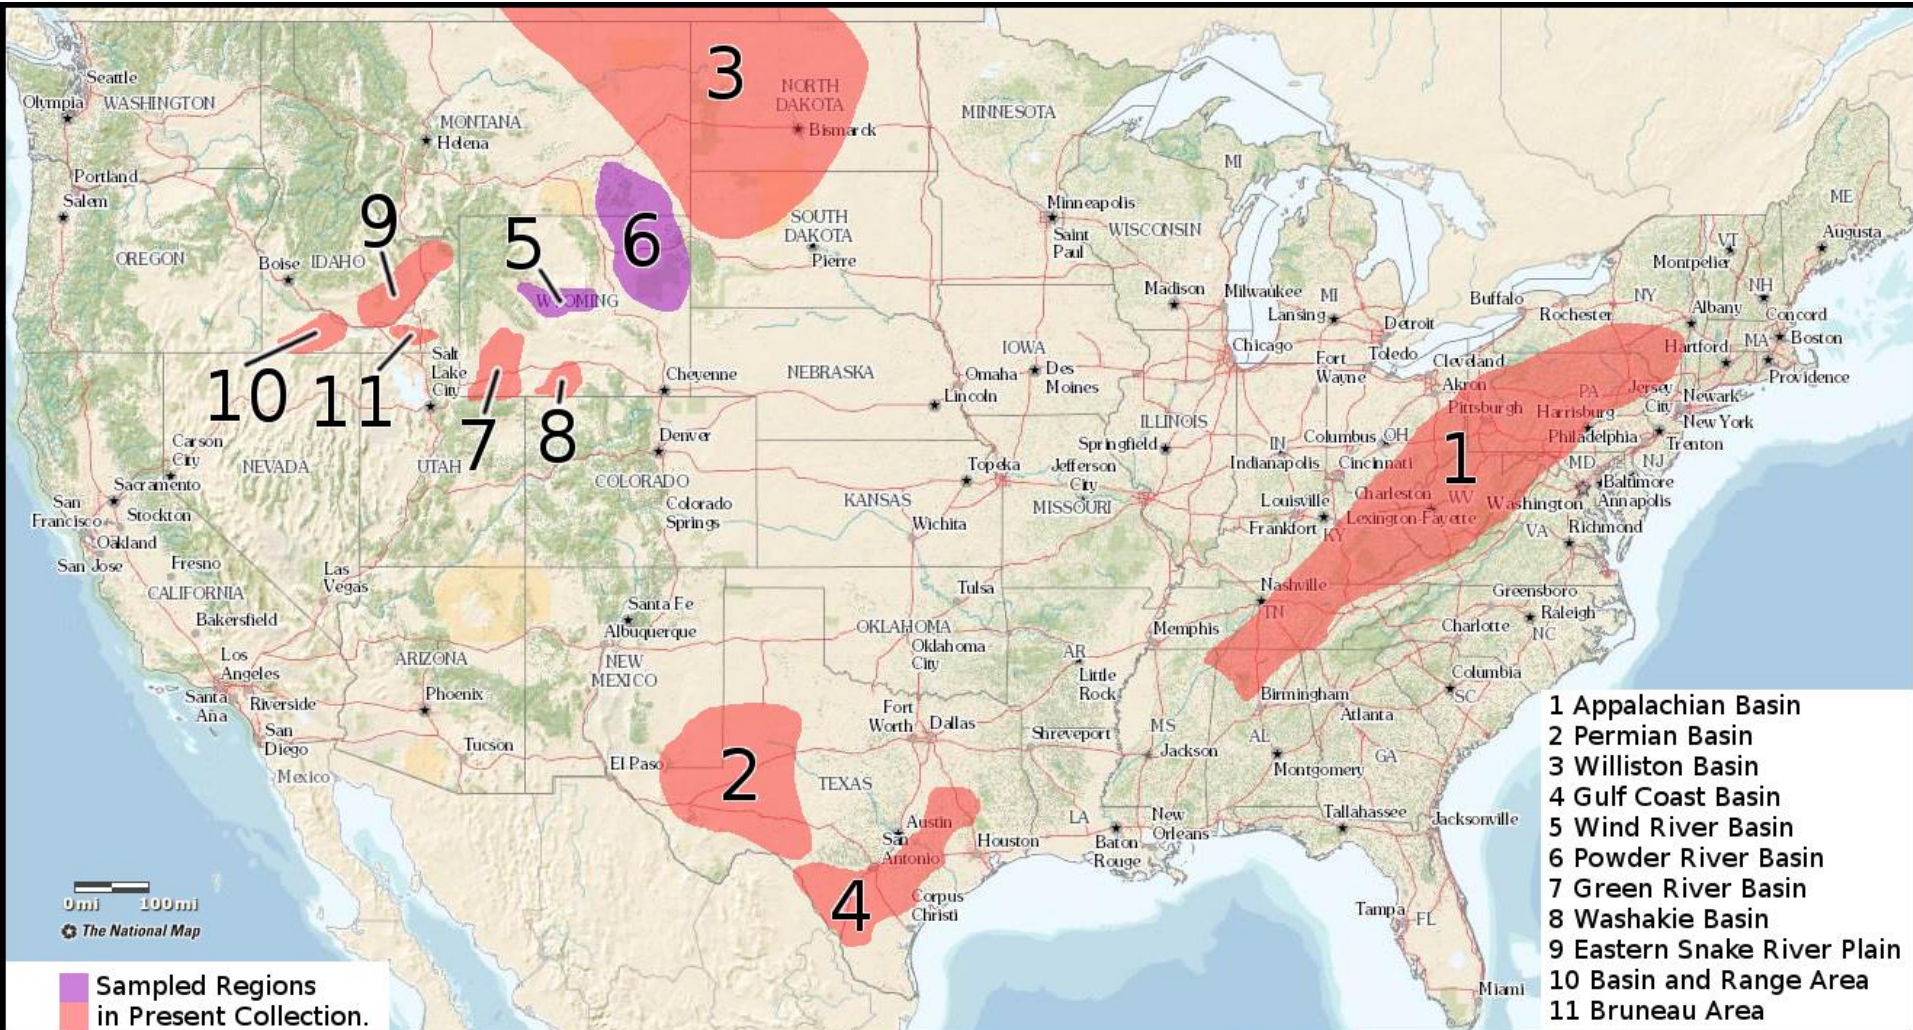 3
NORTH
DAKOTA
Bismarck
MINNESOTA
Seattle
Olympia
WASHINGTON
MONTANA
Helena
Portland
Salem
9
5
6
SOUTH
DAKOTA
Pierre
MI
Minneapolis
Saint
Paul
WISCONSIN
ME
Augusta
VT
Montpelier
NH
OREGON
Boise
IDAHO
WYOMING
Madison
Milwaukee
MI
Lansing
Detroit
Buffalo
Rochester
NY
Albany
Concord
MA
Boston
Hartford
Providence
10
11
Salt
Lake
City
7
8
Cheyenne
NEBRASKA
IOWA
Omaha
Des
Moines
Lincoln
Chicago
Fort
Wayne
Toledo
Cleveland
Akron
Pittsburgh
PA
Harrisburg
Jersey
City
Newark
New York
Philadelphia
Trenton
1
Carson
City
NEVADA
UTAH
Denver
COLORADO
Colorado
Springs
Topeka
KANSAS
Wichita
ILLINOIS
Springfield
Jefferson
City
MISSOURI
IN
Indianapolis
Columbus
OH
Cincinnati
Louisville
Frankfort
KY
Charleston
WV
Lexington-Fayette
MD
NJ
Baltimore
Washington
Annapolis
VA
Richmond
Sacramento
San
Francisco
Stockton
Oakland
San Jose
Fresno
Las
Vegas
CALIFORNIA
Bakersfield
Los
Angeles
Santa
Ana
Riverside
San
Diego
Mexico
ARIZONA
Phoenix
Tucson
Santa Fe
Albuquerque
NEW
MEXICO
El Paso
Tulsa
OKLAHOMA
Oklahoma
City
AR
Little
Rock
Memphis
Nashville
TN
Greensboro
Raleigh
Charlotte
NC
Columbia
SC
Birmingham
Atlanta
Fort
Worth
Dallas
Shreveport
MS
Jackson
AL
Montgomery
GA
2
TEXAS
Austin
San
Antonio
Houston
LA
Baton
Rouge
New
Orleans
Tallahassee
Jacksonville
4
Corpus
Christi
Tampa
FL
Miami
0mi 100mi
The National Map
Sampled Regions
in Present Collection.
1 Appalachian Basin
2 Permian Basin
3 Williston Basin
4 Gulf Coast Basin
5 Wind River Basin
6 Powder River Basin
7 Green River Basin
8 Washakie Basin
9 Eastern Snake River Plain
10 Basin and Range Area
11 Bruneau Area